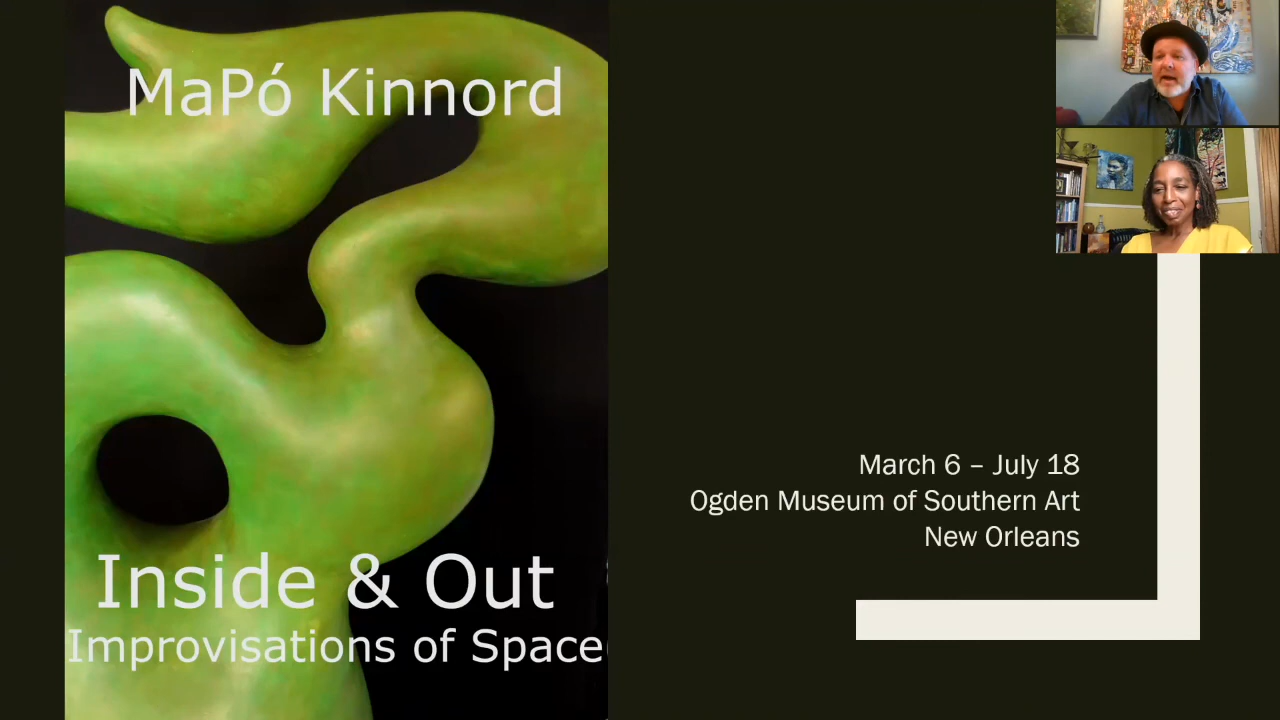 MaPó Kinnord
Inside & Out
Improvisations of Space
March 6 – July 18
Ogden Museum of Southern Art
New Orleans